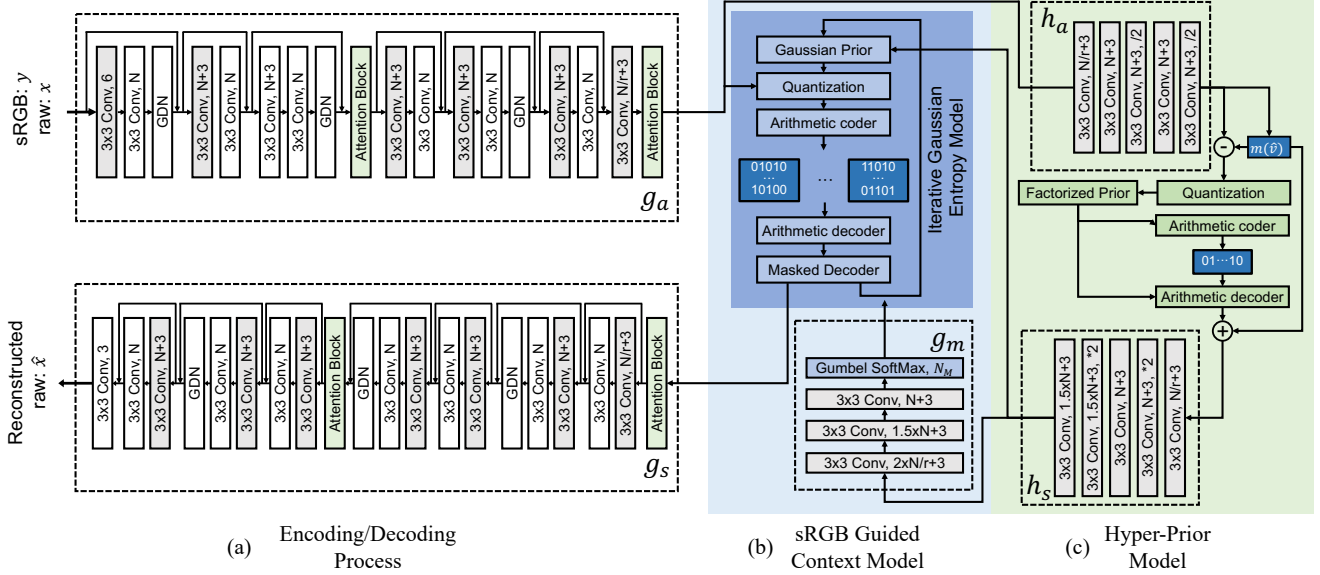 sRGB: y
raw: x
3x3 Conv, 6
3x3 Conv, N
GDN
3x3 Conv, N+3
3x3 Conv, N
3x3 Conv, N+3
3x3 Conv, N
GDN
Attention Block
3x3 Conv, N+3
3x3 Conv, N
3x3 Conv, N+3
3x3 Conv, N
GDN
3x3 Conv, N+3
3x3 Conv, N
3x3 Conv, N/r+3
Attention Block
g_a
Reconstructed
raw: x̂
3x3 Conv, 3
3x3 Conv, N
3x3 Conv, N+3
GDN
3x3 Conv, N
3x3 Conv, N+3
3x3 Conv, N
3x3 Conv, N+3
Attention Block
GDN
3x3 Conv, N
3x3 Conv, N+3
3x3 Conv, N
3x3 Conv, N+3
GDN
3x3 Conv, N
3x3 Conv, N+3
3x3 Conv, N
3x3 Conv, N/r+3
Attention Block
g_s
Gaussian Prior
Quantization
Arithmetic coder
01010
...
10100
...
11010
...
01101
Arithmetic decoder
Masked Decoder
Iterative Gaussian
Entropy Model
g_m
Gumbel SoftMax, N_M
3x3 Conv, N+3
3x3 Conv, 1.5xN+3
3x3 Conv, 2xN/r+3
h_a
3x3 Conv, N/r+3
3x3 Conv, N+3
3x3 Conv, N+3, /2
3x3 Conv, N+3
3x3 Conv, N+3, /2
-
m(v̂)
Factorized Prior
Quantization
Arithmetic coder
01⋯10
Arithmetic decoder
+
3x3 Conv, 1.5xN+3
3x3 Conv, 1.5xN+3, *2
3x3 Conv, N+3
3x3 Conv, N+3, *2
3x3 Conv, N/r+3
h_s
(a) Encoding/Decoding
Process
(b) sRGB Guided
Context Model
(c) Hyper-Prior
Model